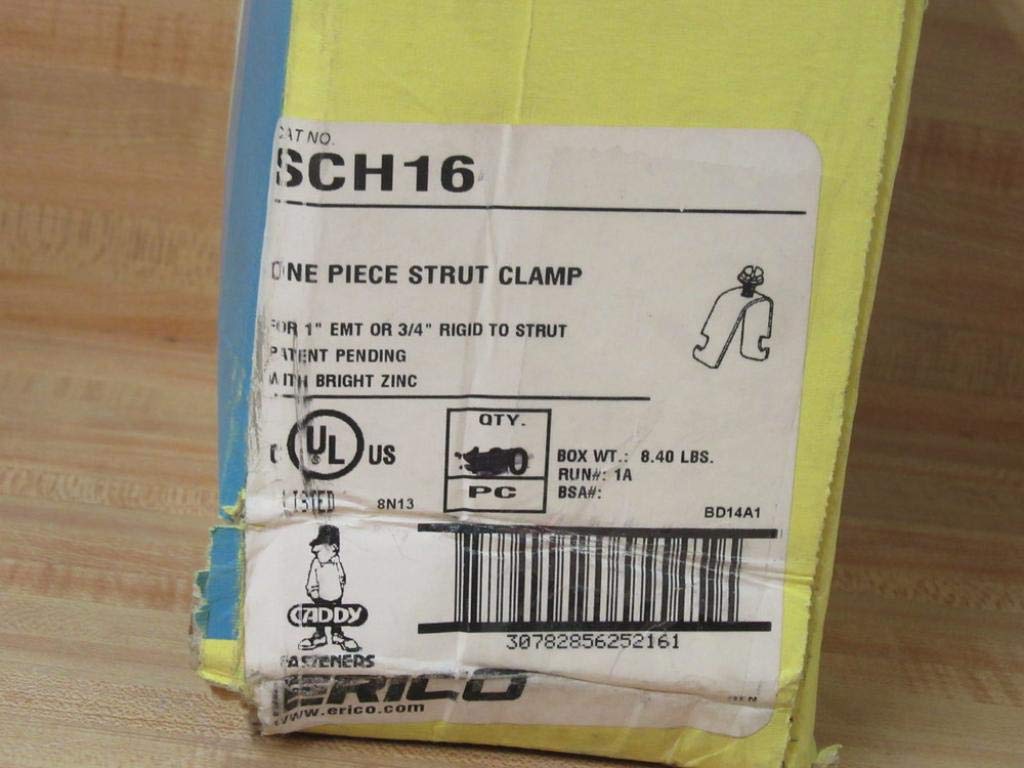 CAT NO.
SCH16
ONE PIECE STRUT CLAMP
FOR 1" EMT OR 3/4" RIGID TO STRUT
PATENT PENDING
WITH BRIGHT ZINC
C UL US
LISTED
8N13
QTY.
PC
BOX WT.: 8.40 LBS.
RUN#: 1A
BSA#:
BD14A1
30782856252161
CADDY
FASTENERS
ERICO
www.erico.com